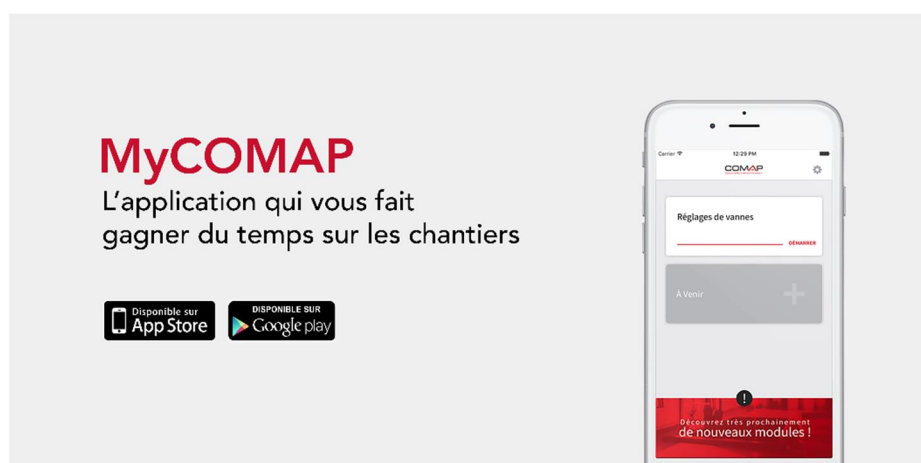 MyCOMAP
L'application qui vous fait
gagner du temps sur les chantiers
Disponible sur
App Store
DISPONIBLE SUR
Google play
Carrier 12:29 PM
COMAP
Réglages de vannes
DÉMARRER
À Venir
Découvrez très prochainement
de nouveaux modules !